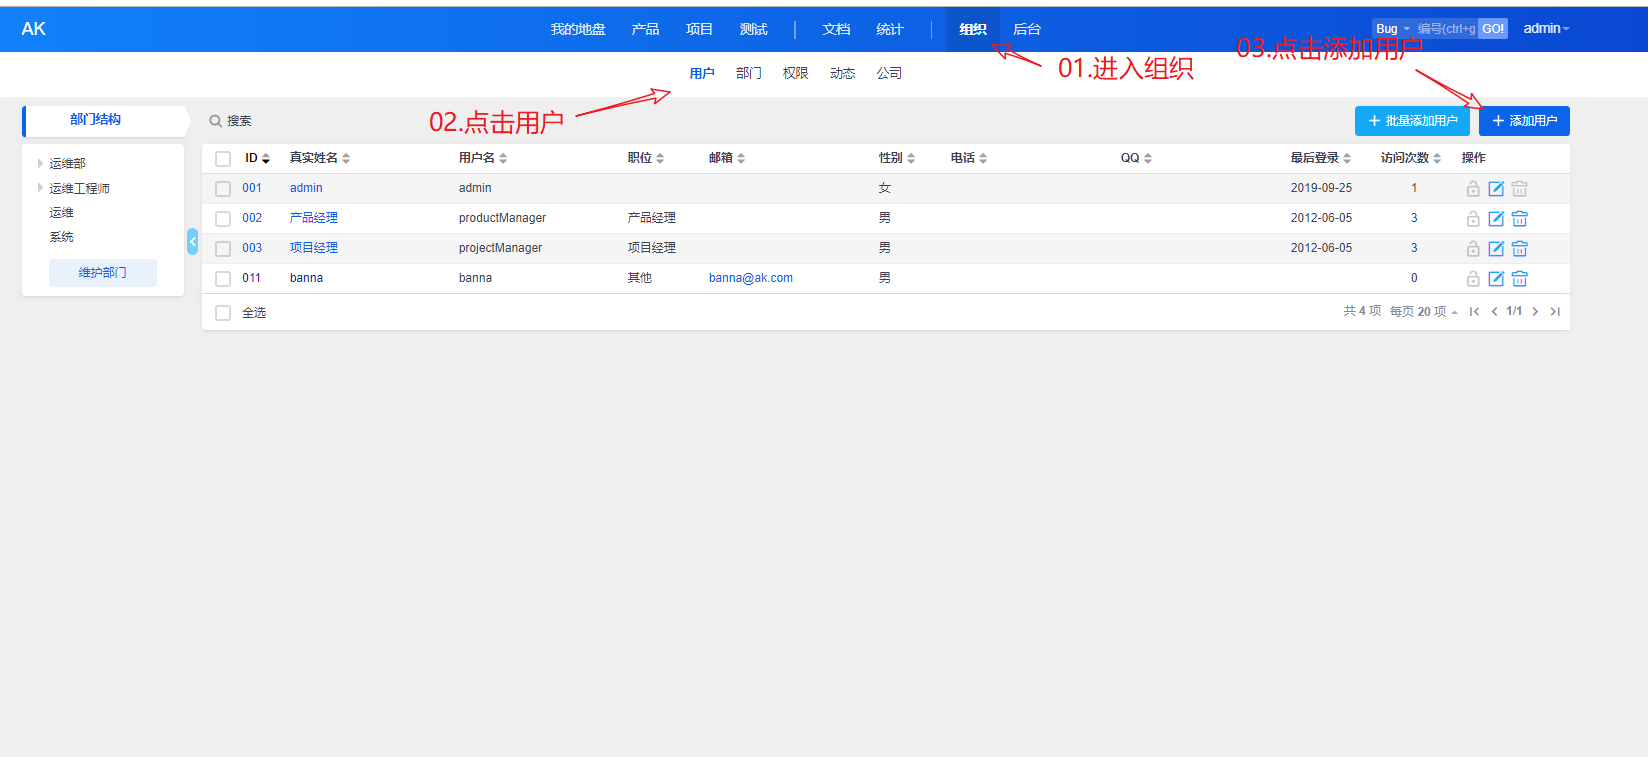 AK 我的地盘 产品 项目 测试 文档 统计 组织 后台 Bug 编号(ctrl+g GO! admin
03.点击添加用户
01.进入组织
用户 部门 权限 动态 公司
02.点击用户
部门结构
搜索
批量添加用户
添加用户
运维部
运维工程师
运维
系统
维护部门
ID 真实姓名 用户名 职位 邮箱 性别 电话 QQ 最后登录 访问次数 操作
001 admin admin 女 2019-09-25 1
002 产品经理 productManager 产品经理 男 2012-06-05 3
003 项目经理 projectManager 项目经理 男 2012-06-05 3
011 banna banna 其他 banna@ak.com 男 0
全选 共 4 项 每页 20 项 1/1